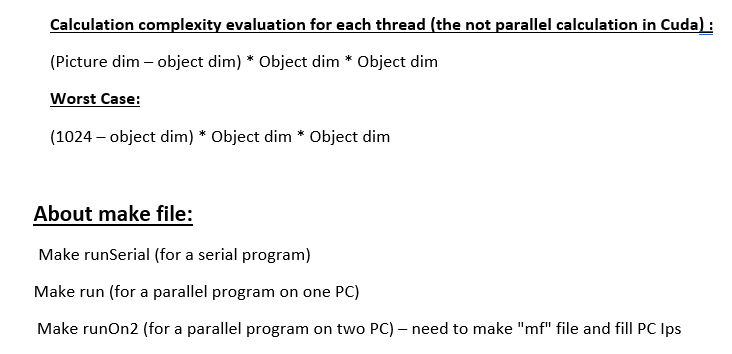 Calculation complexity evaluation for each thread (the not parallel calculation in Cuda) :
(Picture dim – object dim) * Object dim * Object dim
Worst Case:
(1024 – object dim) * Object dim * Object dim
About make file:
Make runSerial (for a serial program)
Make run (for a parallel program on one PC)
Make runOn2 (for a parallel program on two PC) – need to make "mf" file and fill PC Ips